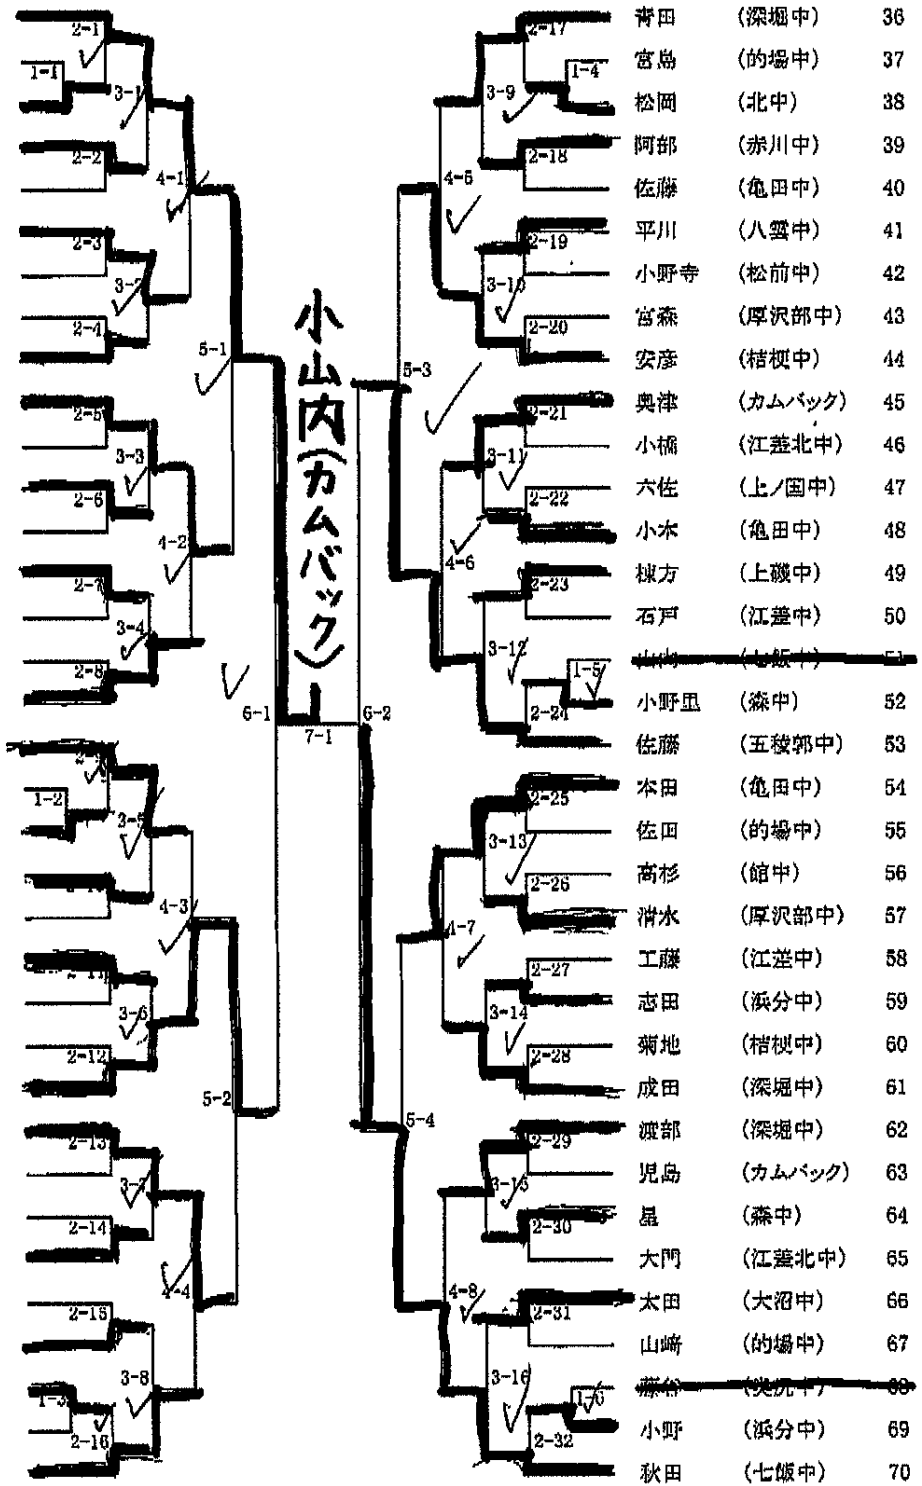 青田 (深堀中) 36
2-1 2-17
宮島 (的場中) 37
1-1 1-4
3-1 3-9
松岡 (北中) 38
阿部 (赤川中) 39
2-2 2-18
4-1 4-5
佐藤 (亀田中) 40
平川 (八雲中) 41
2-3 2-19
小野寺 (松前中) 42
3-2 3-10
宮森 (厚沢部中) 43
2-4 2-20
5-1
安彦 (桔梗中) 44
5-3
奥津 (カムバック) 45
2-5 2-21
小橋 (江差北中) 46
3-3 3-11
六佐 (上ノ国中) 47
2-6 2-22
小本 (亀田中) 48
4-2 4-6
棟方 (上磯中) 49
2-7 2-23
石戸 (江差中) 50
3-4 3-12
山内 (七飯中) 51
2-8 1-5
小野里 (森中) 52
6-1 6-2 2-24
7-1
小山内(カムバック)
佐藤 (五稜郭中) 53
本田 (亀田中) 54
1-2 2-25
佐田 (的場中) 55
3-5 3-13
高杉 (館中) 56
2-26
清水 (厚沢部中) 57
4-3 4-7
工藤 (江差中) 58
2-11 2-27
志田 (浜分中) 59
3-6 3-14
菊地 (桔梗中) 60
2-12 2-28
成田 (深堀中) 61
5-2 5-4
渡部 (深堀中) 62
2-13 2-29
児島 (カムバック) 63
3-7 3-15
星 (森中) 64
2-14 2-30
大門 (江差北中) 65
4-4 4-8
太田 (大沼中) 66
2-15 2-31
山崎 (的場中) 67
3-8 3-16
1-3 1-6
小野 (浜分中) 69
2-16 2-32
秋田 (七飯中) 70